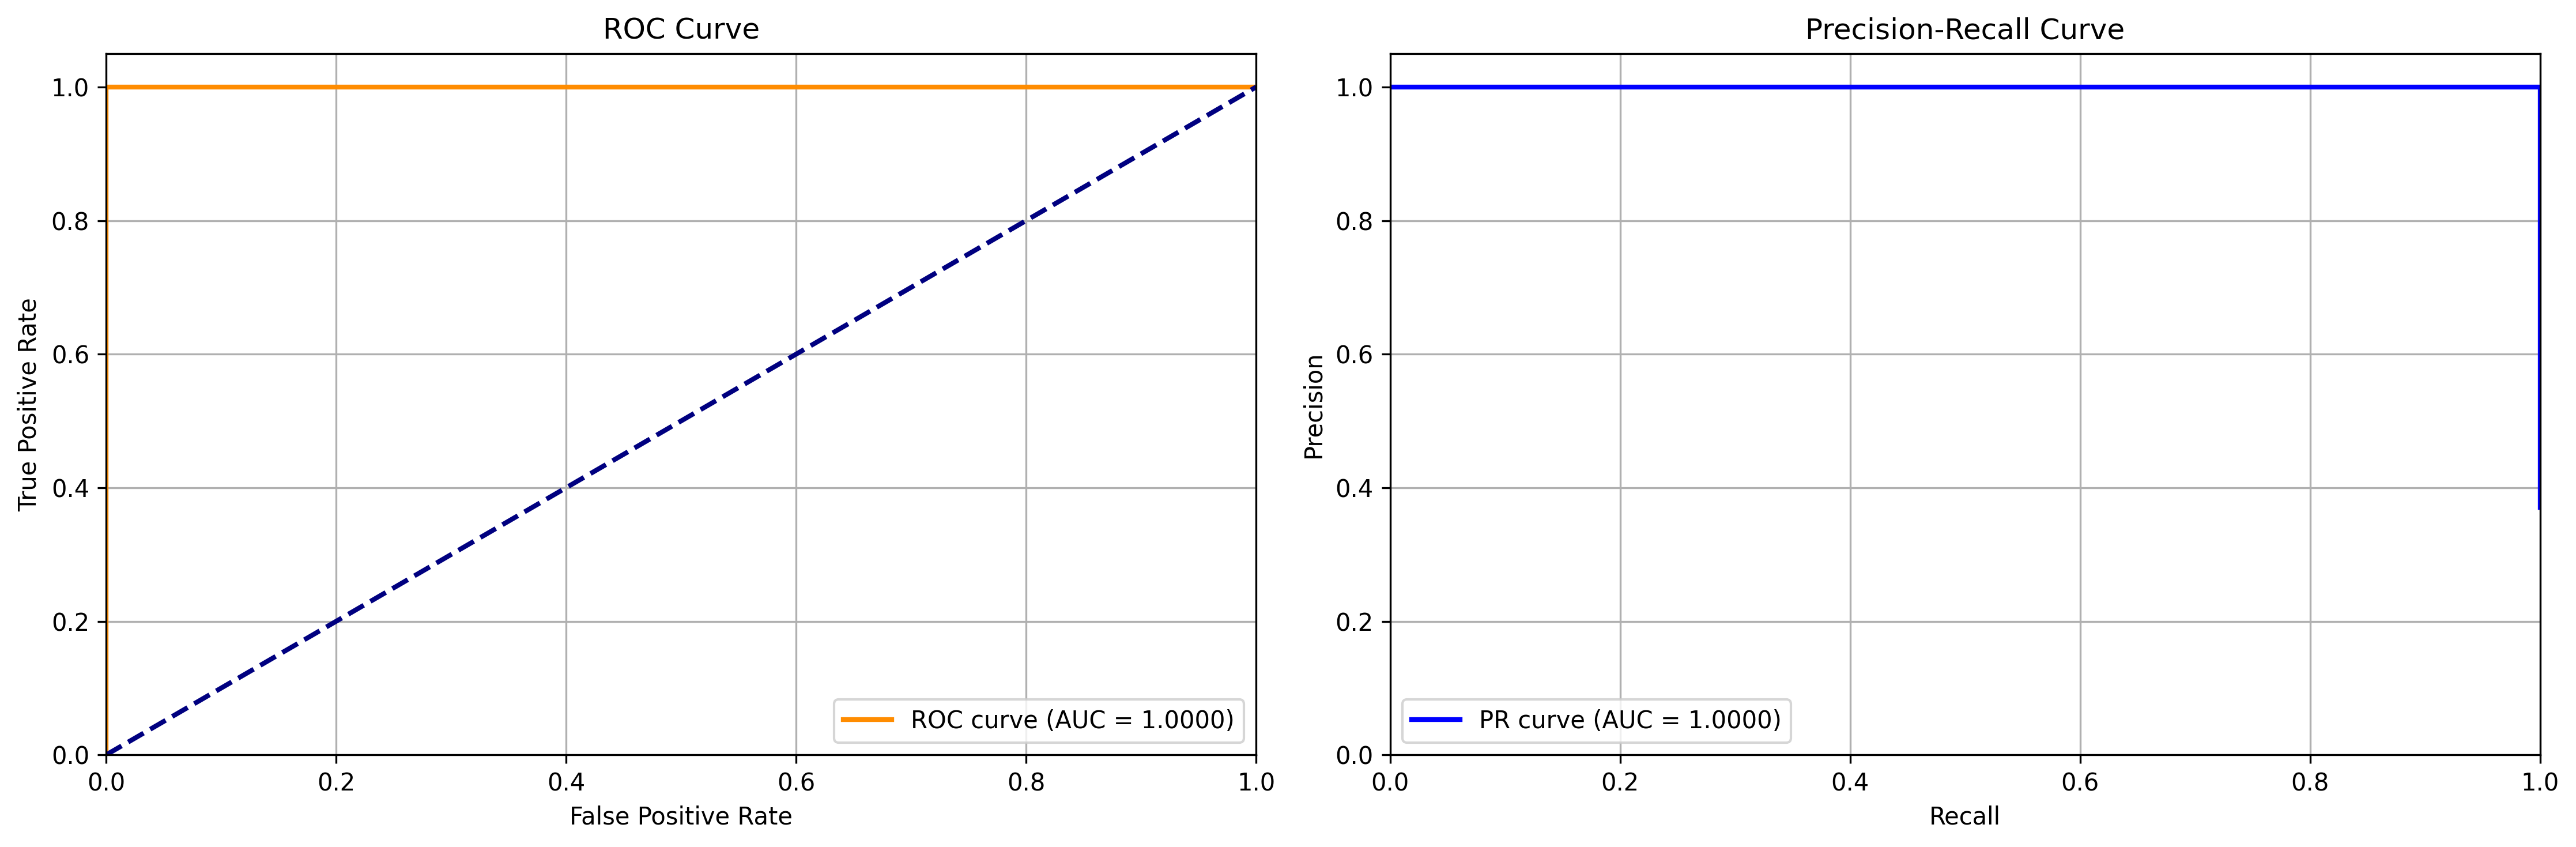 ROC Curve
True Positive Rate
1.0
0.8
0.6
0.4
0.2
0.0
0.0 0.2 0.4 0.6 0.8 1.0
False Positive Rate
ROC curve (AUC = 1.0000)
Precision-Recall Curve
Precision
1.0
0.8
0.6
0.4
0.2
0.0
0.0 0.2 0.4 0.6 0.8 1.0
Recall
PR curve (AUC = 1.0000)